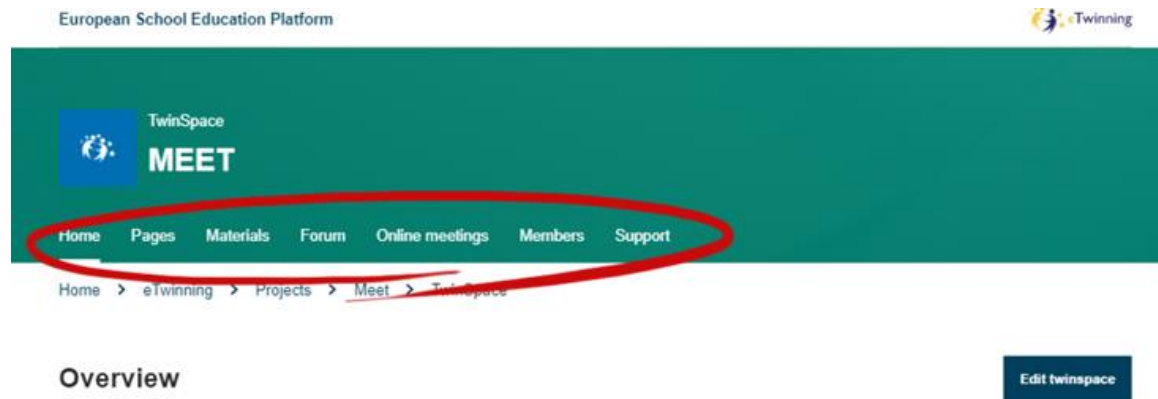 European School Education Platform
eTwinning
TwinSpace
MEET
Home Pages Materials Forum Online meetings Members Support
Home > eTwinning > Projects > Meet > TwinSpace
Overview
Edit twinspace